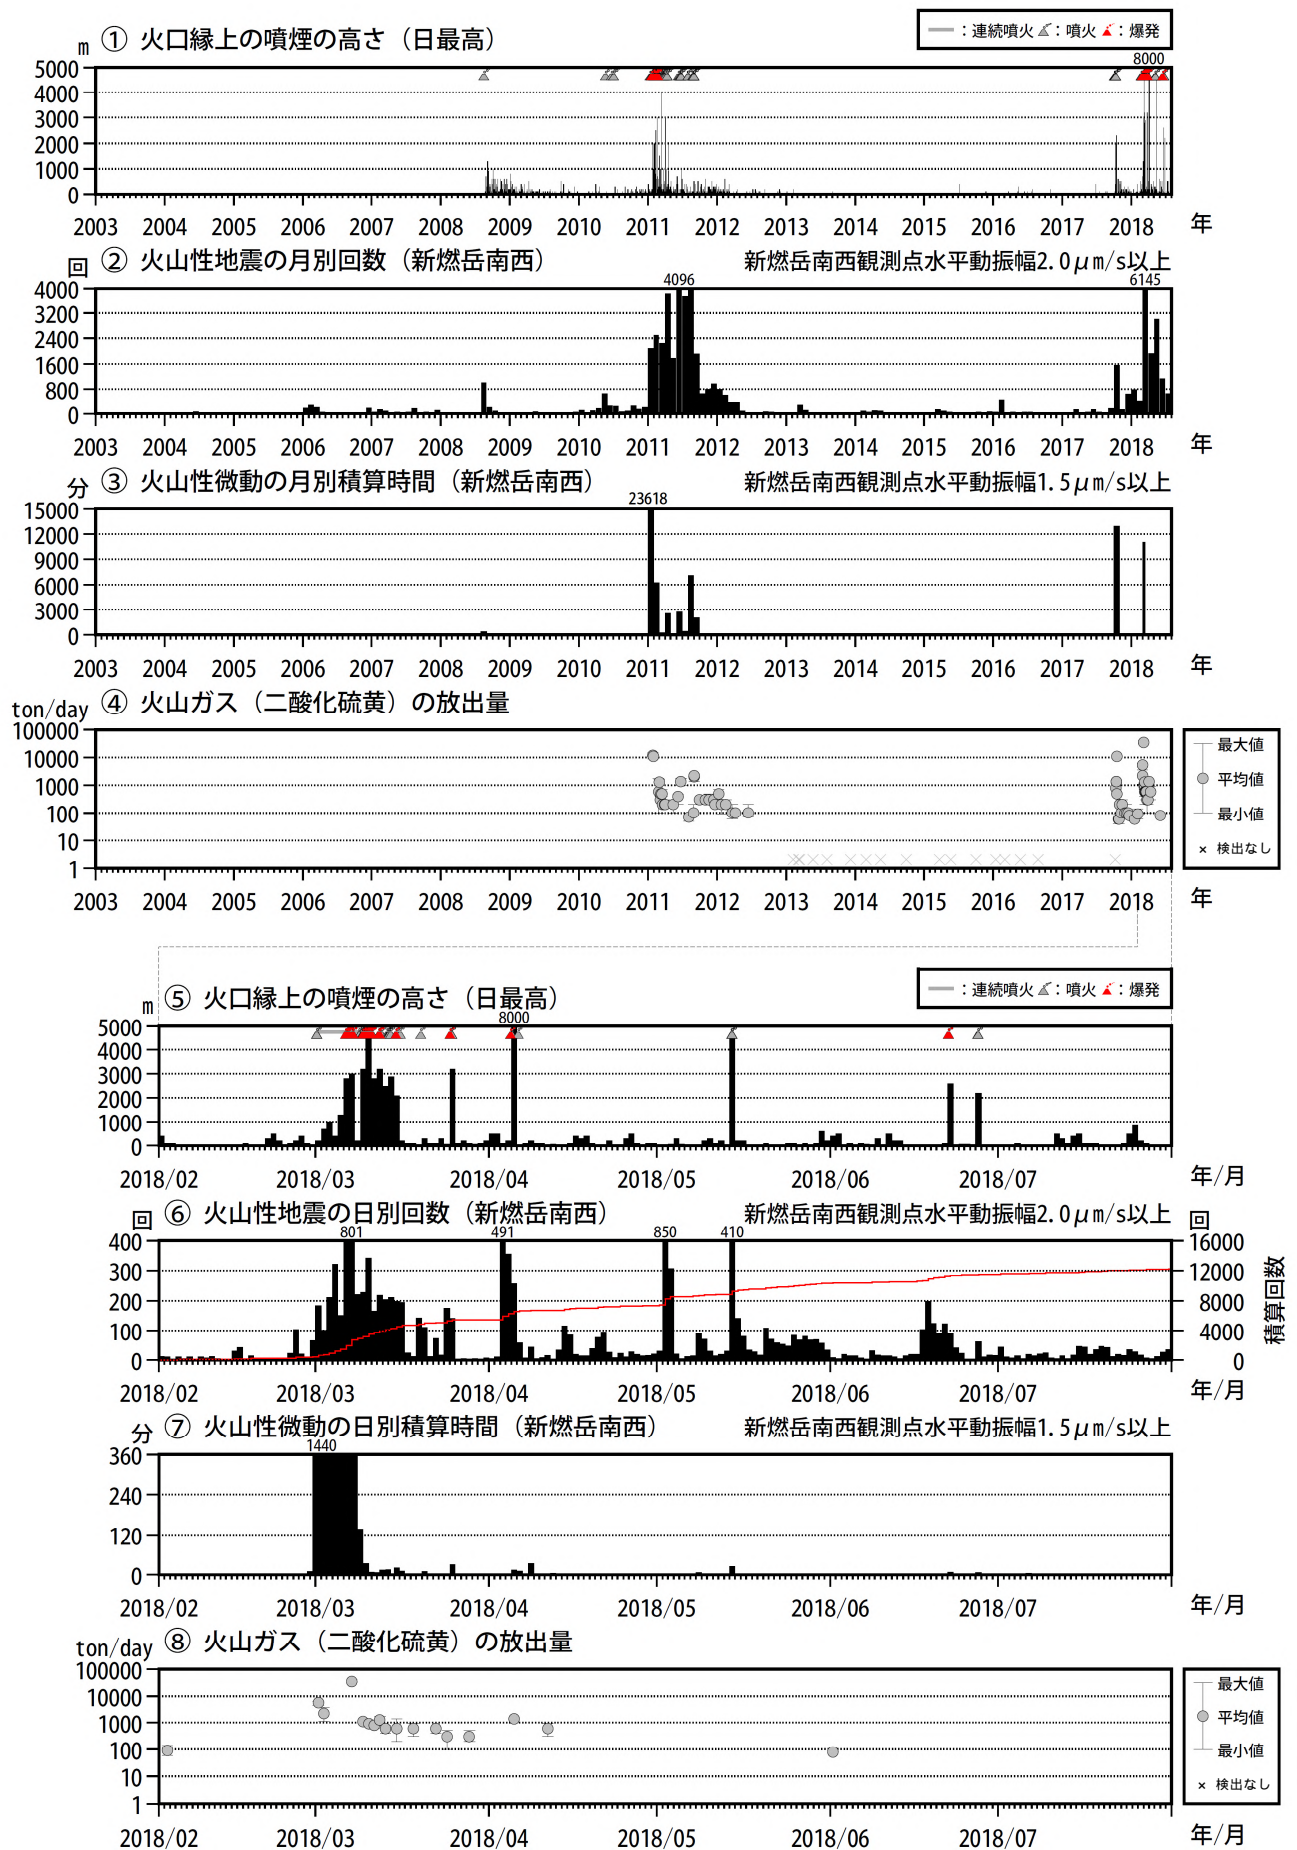 m ① 火口縁上の噴煙の高さ（日最高）
：連続噴火 ：噴火 ：爆発
8000
5000
4000
3000
2000
1000
0
2003 2004 2005 2006 2007 2008 2009 2010 2011 2012 2013 2014 2015 2016 2017 2018 年
回 ② 火山性地震の月別回数（新燃岳南西） 新燃岳南西観測点水平動振幅2.0μm/s以上
4096 6145
4000
3200
2400
1600
800
0
2003 2004 2005 2006 2007 2008 2009 2010 2011 2012 2013 2014 2015 2016 2017 2018 年
分 ③ 火山性微動の月別積算時間（新燃岳南西） 新燃岳南西観測点水平動振幅1.5μm/s以上
23618
15000
12000
9000
6000
3000
0
2003 2004 2005 2006 2007 2008 2009 2010 2011 2012 2013 2014 2015 2016 2017 2018 年
ton/day ④ 火山ガス（二酸化硫黄）の放出量
100000
10000
1000
100
10
1
最大値
平均値
最小値
× 検出なし
2003 2004 2005 2006 2007 2008 2009 2010 2011 2012 2013 2014 2015 2016 2017 2018 年
m ⑤ 火口縁上の噴煙の高さ（日最高）
：連続噴火 ：噴火 ：爆発
8000
5000
4000
3000
2000
1000
0
2018/02 2018/03 2018/04 2018/05 2018/06 2018/07 年/月
回 ⑥ 火山性地震の日別回数（新燃岳南西） 新燃岳南西観測点水平動振幅2.0μm/s以上 回
801 491 850 410
400 16000
300 12000
200 8000
100 4000
0 0
積算回数
2018/02 2018/03 2018/04 2018/05 2018/06 2018/07 年/月
分 ⑦ 火山性微動の日別積算時間（新燃岳南西） 新燃岳南西観測点水平動振幅1.5μm/s以上
1440
360
240
120
0
2018/02 2018/03 2018/04 2018/05 2018/06 2018/07 年/月
ton/day ⑧ 火山ガス（二酸化硫黄）の放出量
100000
10000
1000
100
10
1
最大値
平均値
最小値
× 検出なし
2018/02 2018/03 2018/04 2018/05 2018/06 2018/07 年/月